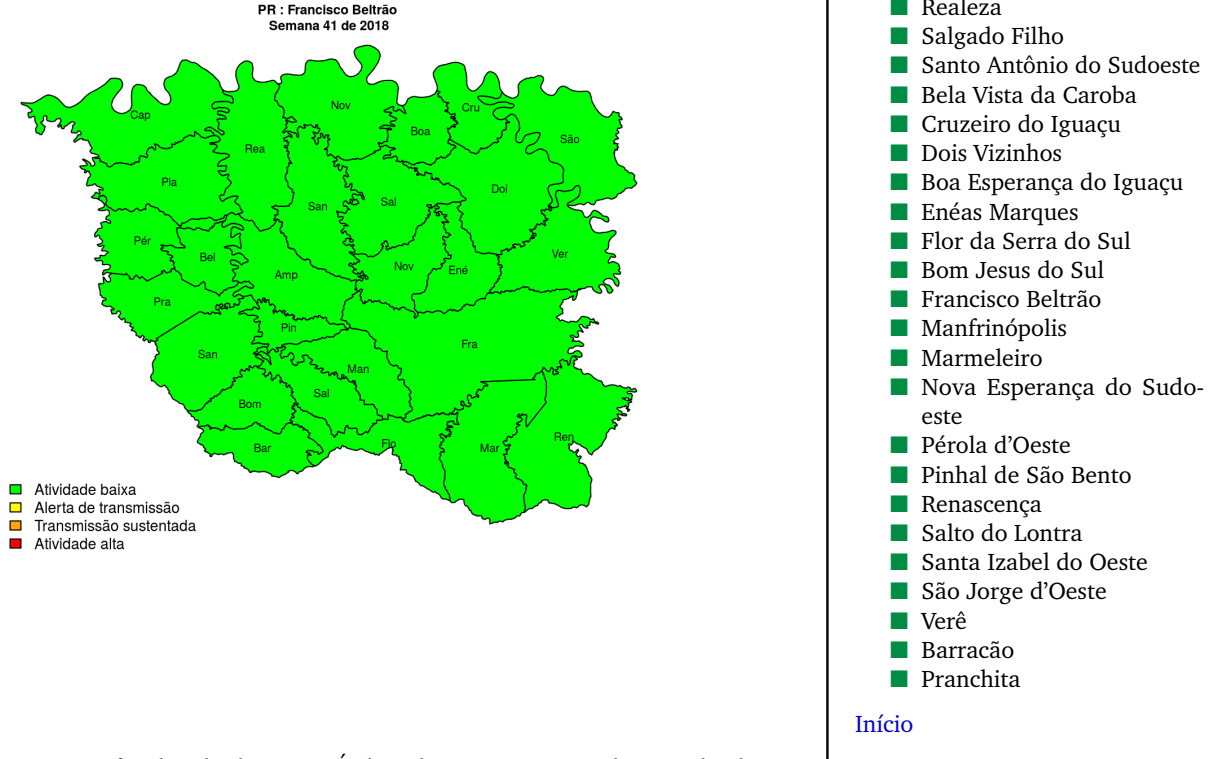 PR : Francisco Beltrão
Semana 41 de 2018
Cap
Nov
Cru
Boa
São
Rea
Pla
Doi
Sal
San
Pér
Bel
Ver
Nov
Ené
Amp
Pra
Pin
Fra
San
Man
Sal
Bom
Bar
Flo
Mar
Ren
Atividade baixa
Alerta de transmissão
Transmissão sustentada
Atividade alta
Realeza
Salgado Filho
Santo Antônio do Sudoeste
Bela Vista da Caroba
Cruzeiro do Iguaçu
Dois Vizinhos
Boa Esperança do Iguaçu
Enéas Marques
Flor da Serra do Sul
Bom Jesus do Sul
Francisco Beltrão
Manfrinópolis
Marmeleiro
Nova Esperança do Sudo-
este
Pérola d'Oeste
Pinhal de São Bento
Renascença
Salto do Lontra
Santa Izabel do Oeste
São Jorge d'Oeste
Verê
Barracão
Pranchita
Início